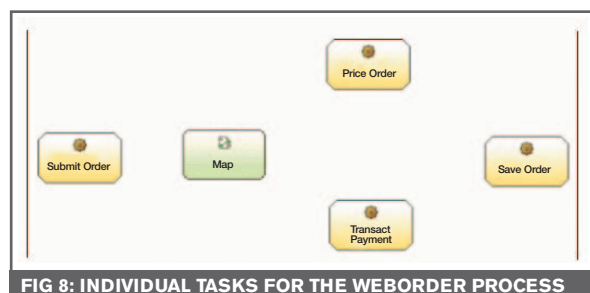 Price Order
Submit Order
Map
Save Order
Transact
Payment
FIG 8: INDIVIDUAL TASKS FOR THE WEBORDER PROCESS